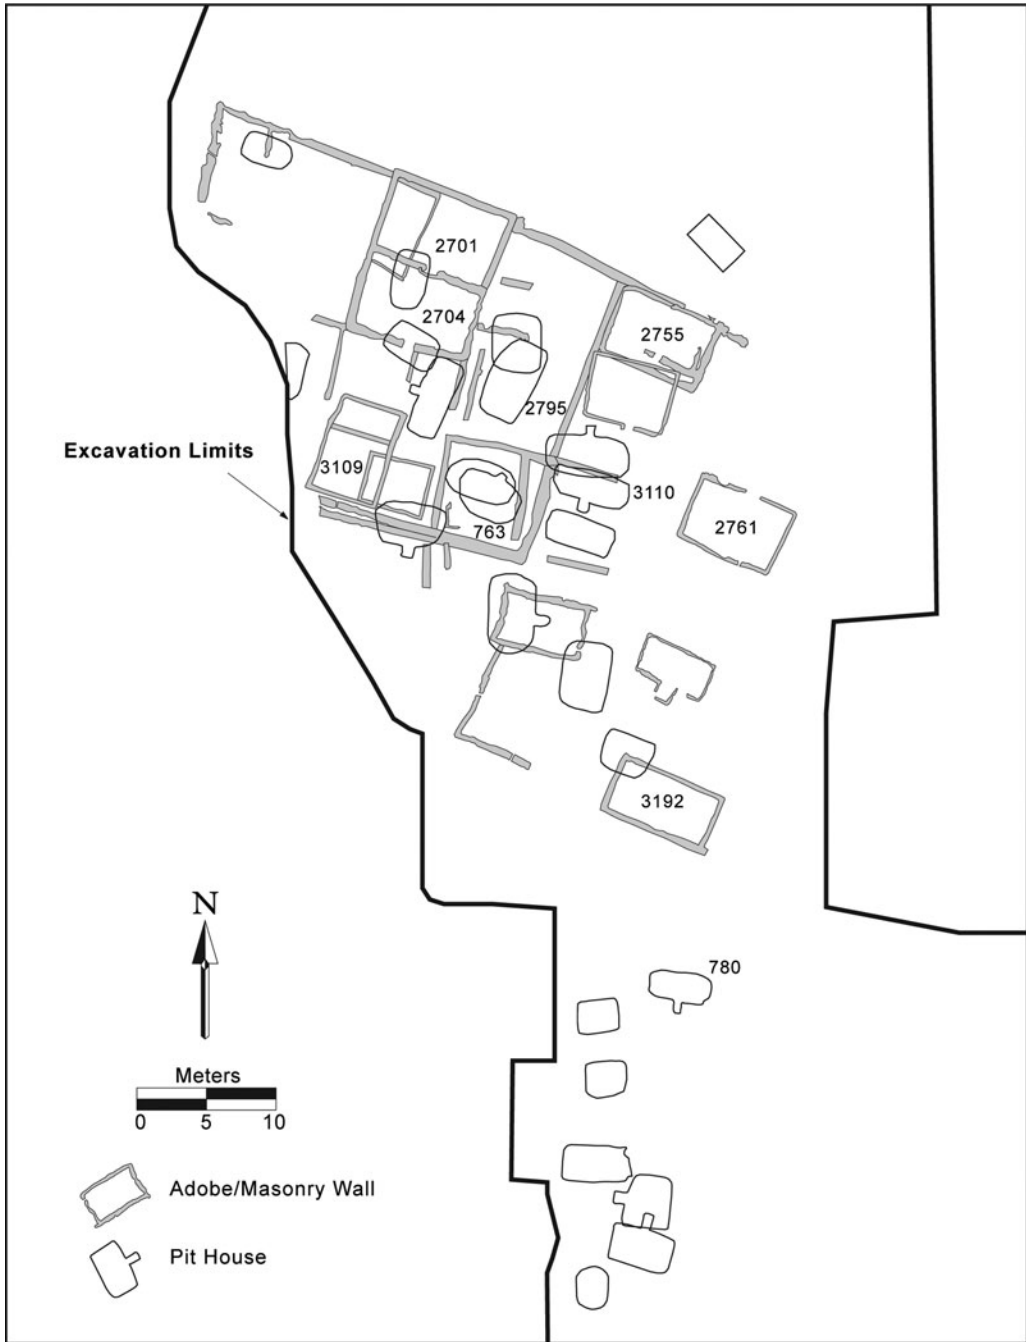 2701
2704
2755
2795
Excavation Limits
3109
3110
763
2761
3192
N
780
Meters
0 5 10
Adobe/Masonry Wall
Pit House